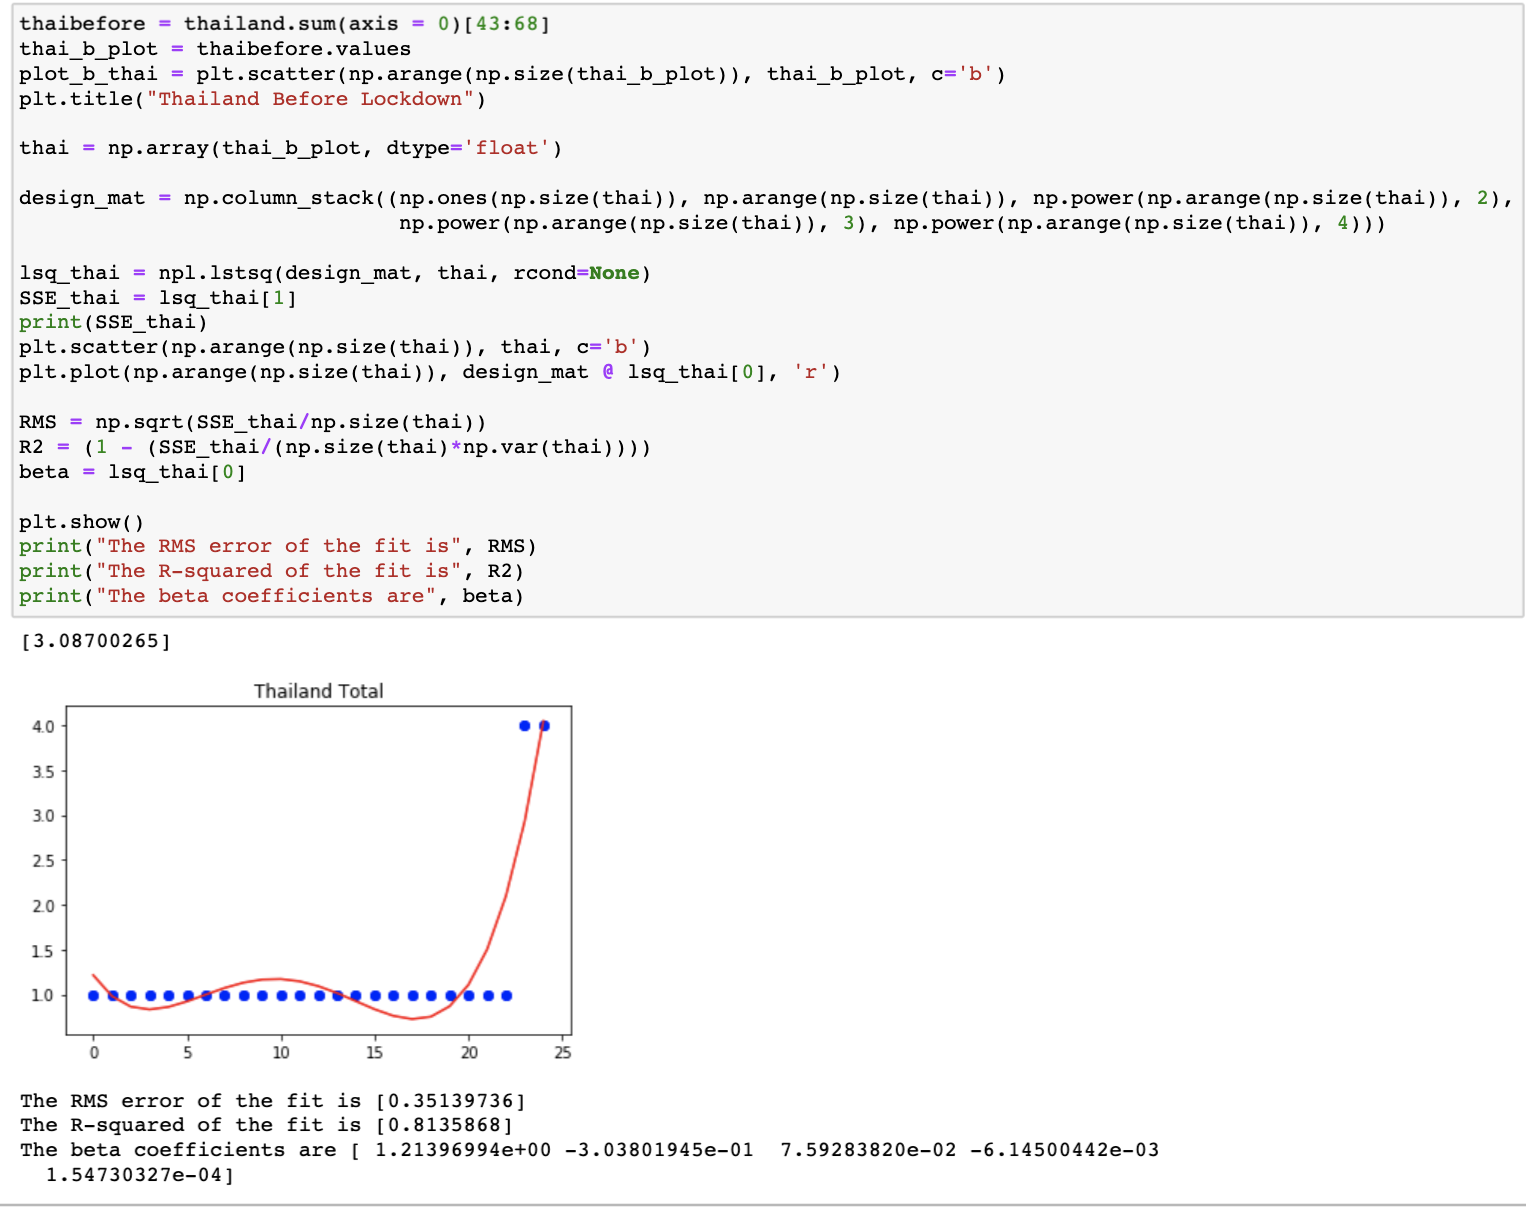 thaibefore = thailand.sum(axis = 0)[43:68]
thai_b_plot = thaibefore.values
plot_b_thai = plt.scatter(np.arange(np.size(thai_b_plot)), thai_b_plot, c='b')
plt.title("Thailand Before Lockdown")
thai = np.array(thai_b_plot, dtype='float')
design_mat = np.column_stack((np.ones(np.size(thai)), np.arange(np.size(thai)), np.power(np.arange(np.size(thai)), 2),
np.power(np.arange(np.size(thai)), 3), np.power(np.arange(np.size(thai)), 4)))
lsq_thai = npl.lstsq(design_mat, thai, rcond=None)
SSE_thai = lsq_thai[1]
print(SSE_thai)
plt.scatter(np.arange(np.size(thai)), thai, c='b')
plt.plot(np.arange(np.size(thai)), design_mat @ lsq_thai[0], 'r')
RMS = np.sqrt(SSE_thai/np.size(thai))
R2 = (1 - (SSE_thai/(np.size(thai)*np.var(thai))))
beta = lsq_thai[0]
plt.show()
print("The RMS error of the fit is", RMS)
print("The R-squared of the fit is", R2)
print("The beta coefficients are", beta)
[3.08700265]
Thailand Total
4.0
3.5
3.0
2.5
2.0
1.5
1.0
0 5 10 15 20 25
The RMS error of the fit is [0.35139736]
The R-squared of the fit is [0.8135868]
The beta coefficients are [ 1.21396994e+00 -3.03801945e-01  7.59283820e-02 -6.14500442e-03
1.54730327e-04]